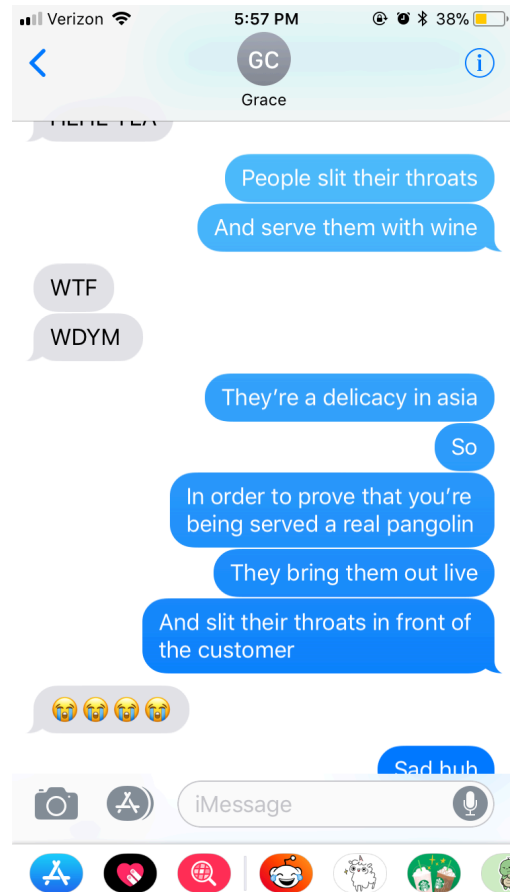 Verizon 5:57 PM 38%
GC
Grace
People slit their throats
And serve them with wine
WTF
WDYM
They're a delicacy in asia
So
In order to prove that you're
being served a real pangolin
They bring them out live
And slit their throats in front of
the customer
😭😭😭😭
Sad huh
iMessage